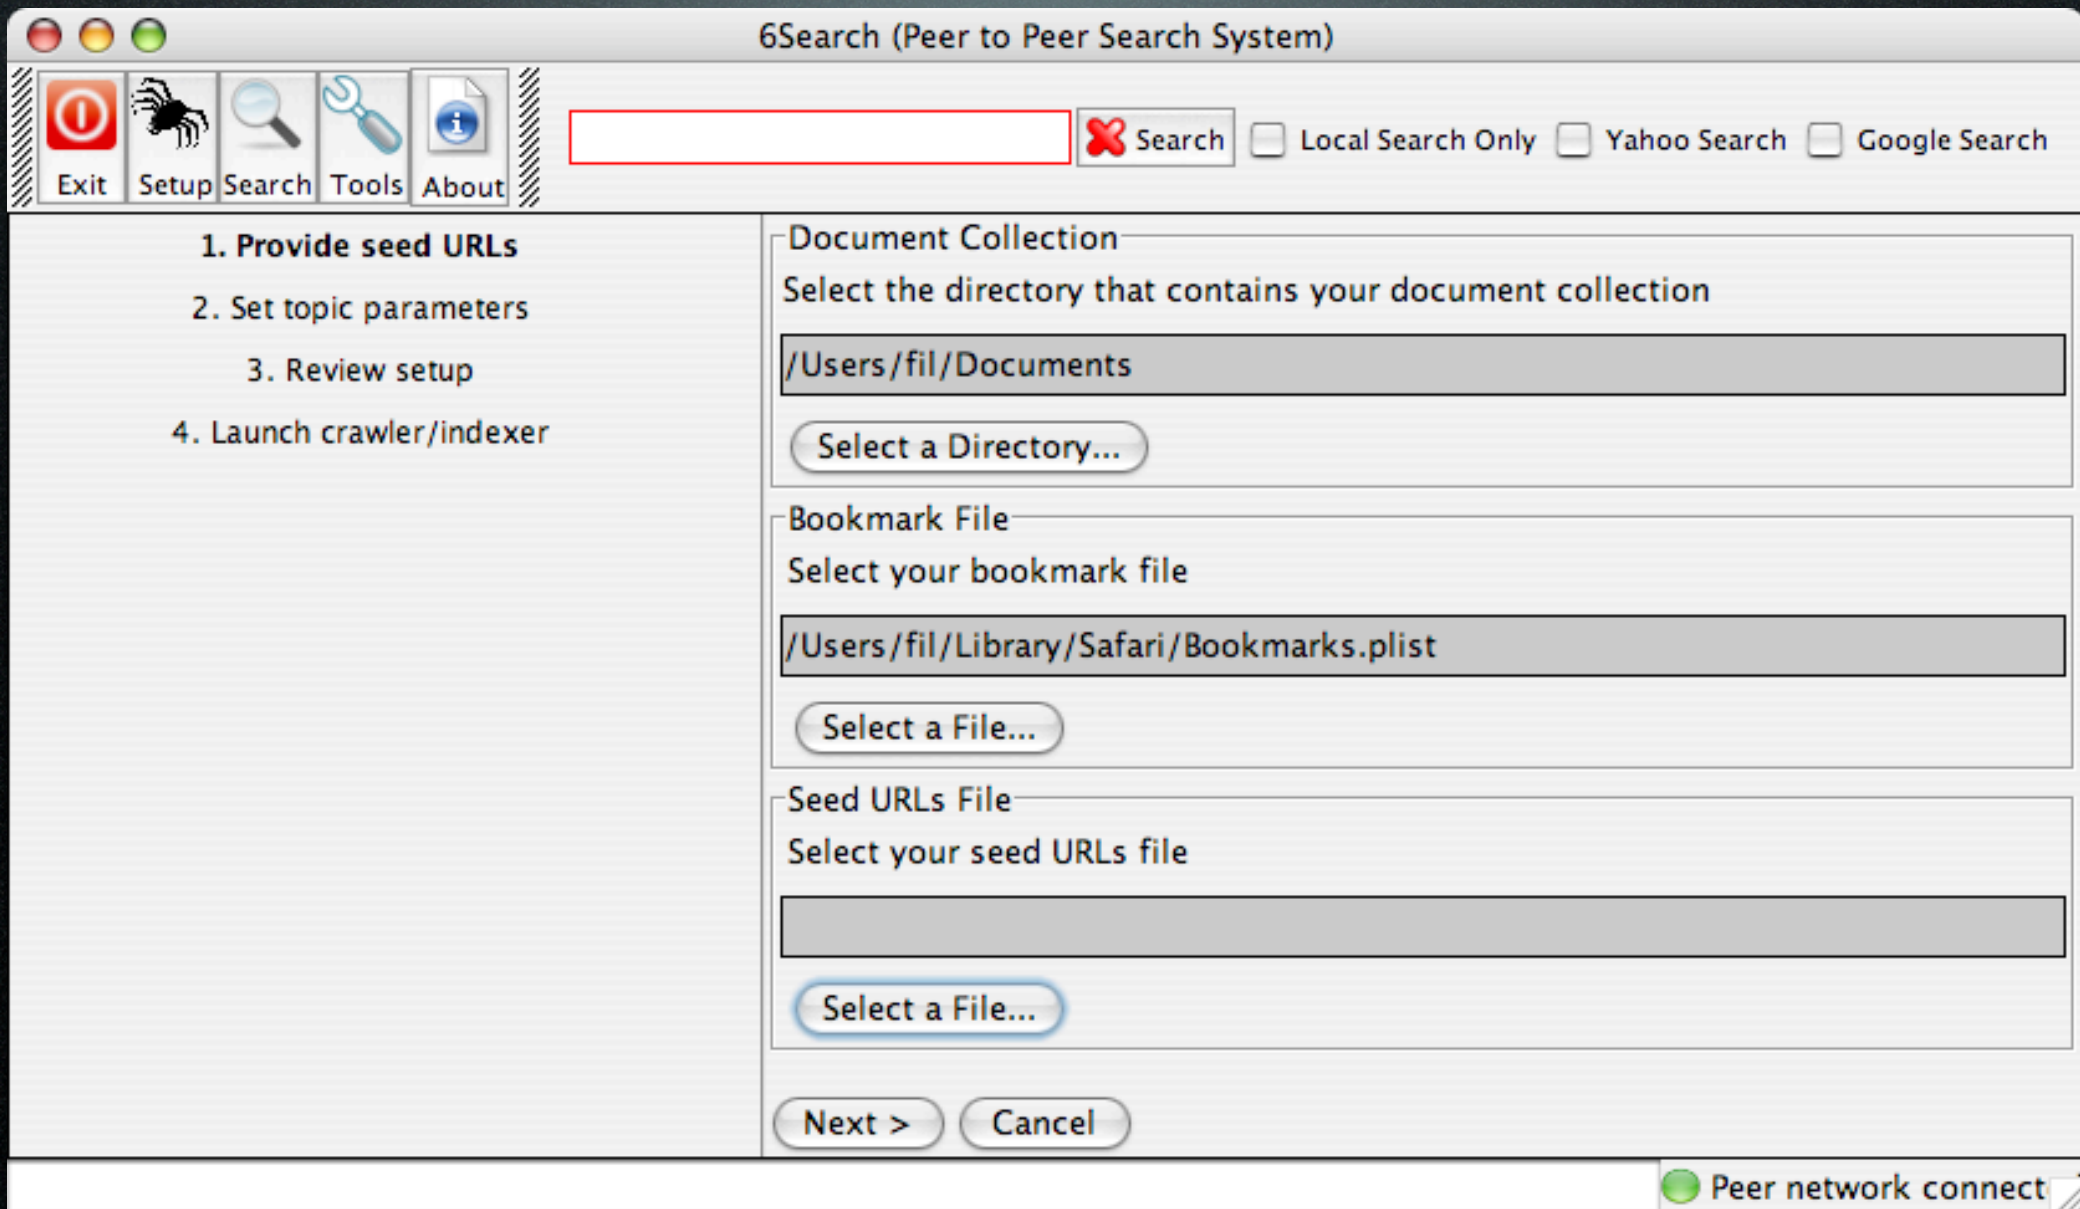 6Search (Peer to Peer Search System)
Exit Setup Search Tools About
Search Local Search Only Yahoo Search Google Search
1. Provide seed URLs
2. Set topic parameters
3. Review setup
4. Launch crawler/indexer
Document Collection
Select the directory that contains your document collection
/Users/fil/Documents
Select a Directory...
Bookmark File
Select your bookmark file
/Users/fil/Library/Safari/Bookmarks.plist
Select a File...
Seed URLs File
Select your seed URLs file
Select a File...
Next > Cancel
Peer network connect